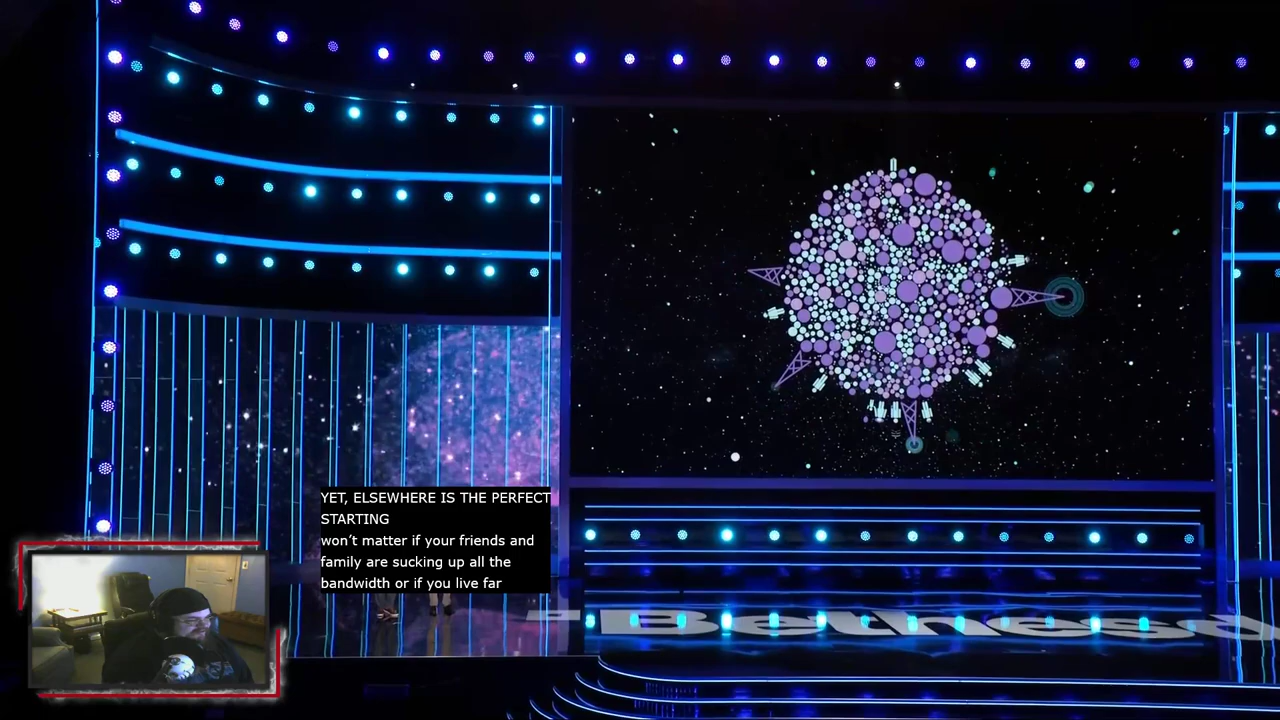 YET, ELSEWHERE IS THE PERFECT
STARTING
won’t matter if your friends and
family are sucking up all the
bandwidth or if you live far
Bethesd